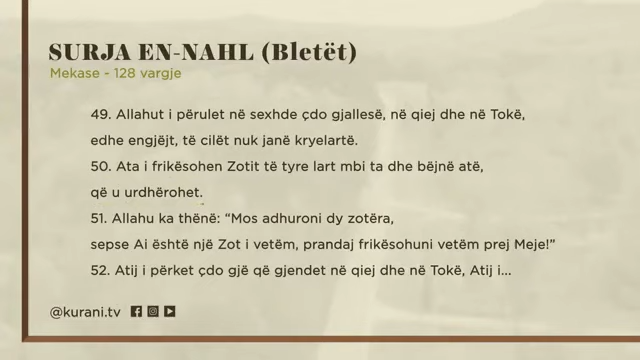 SURJA EN-NAHL (Bletët)
Mekase - 128 vargje
49. Allahut i përulet në sexhde çdo gjallesë, në qiej dhe në Tokë,
edhe engjëjt, të cilët nuk janë kryelartë.
50. Ata i frikësohen Zotit të tyre lart mbi ta dhe bëjnë atë,
që u urdhërohet.
51. Allahu ka thënë: “Mos adhuroni dy zotëra,
sepse Ai është një Zot i vetëm, prandaj frikësohuni vetëm prej Meje!”
52. Atij i përket çdo gjë që gjendet në qiej dhe në Tokë, Atij i...
@kurani.tv